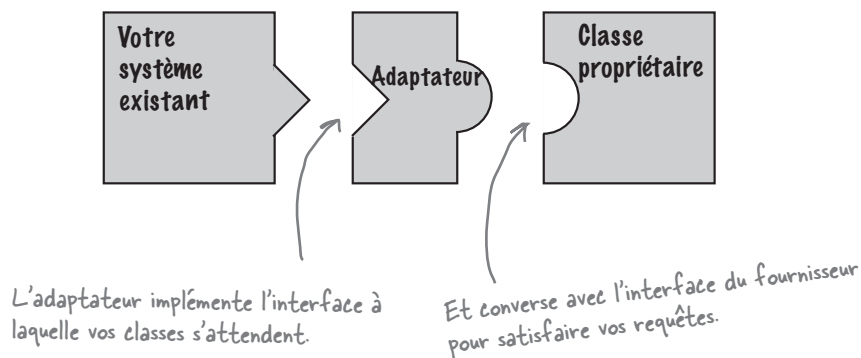 Votre
système
existant
Adaptateur
Classe
propriétaire
L'adaptateur implémente l'interface à
laquelle vos classes s'attendent.
Et converse avec l'interface du fournisseur
pour satisfaire vos requêtes.